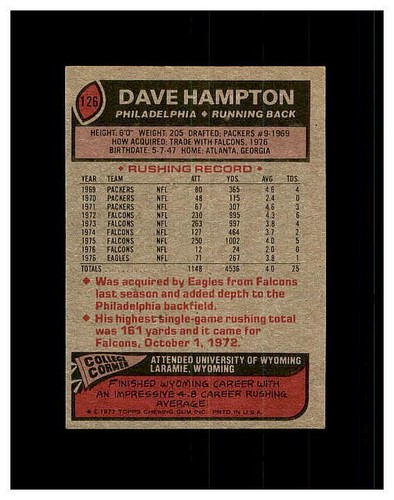 126
DAVE HAMPTON
PHILADELPHIA ◆ RUNNING BACK
HEIGHT: 6'0" WEIGHT: 205 DRAFTED: PACKERS #9-1969
HOW ACQUIRED: TRADE WITH FALCONS, 1976
BIRTHDATE: 5-7-47 HOME: ATLANTA, GEORGIA
◆ RUSHING RECORD ◆
YEAR TEAM ATT. YDS. AVG. TDS.
1969 PACKERS NFL 80 365 4.6 4
1970 PACKERS NFL 48 115 2.4 0
1971 PACKERS NFL 67 307 4.6 3
1972 FALCONS NFL 230 995 4.3 6
1973 FALCONS NFL 263 997 3.8 4
1974 FALCONS NFL 127 464 3.7 2
1975 FALCONS NFL 250 1002 4.0 5
1976 FALCONS NFL 12 24 2.0 0
1976 EAGLES NFL 71 267 3.8 1
TOTALS 1148 4536 4.0 25
◆ Was acquired by Eagles from Falcons
last season and added depth to the
Philadelphia backfield.
◆ His highest single-game rushing total
was 161 yards and it came for
Falcons, October 1, 1972.
COLLEGE CORNER
ATTENDED UNIVERSITY OF WYOMING
LARAMIE, WYOMING
FINISHED WYOMING CAREER WITH
AN IMPRESSIVE 4.8 CAREER RUSHING
AVERAGE.
© 1977 TOPPS CHEWING GUM INC. PRTD IN U.S.A.